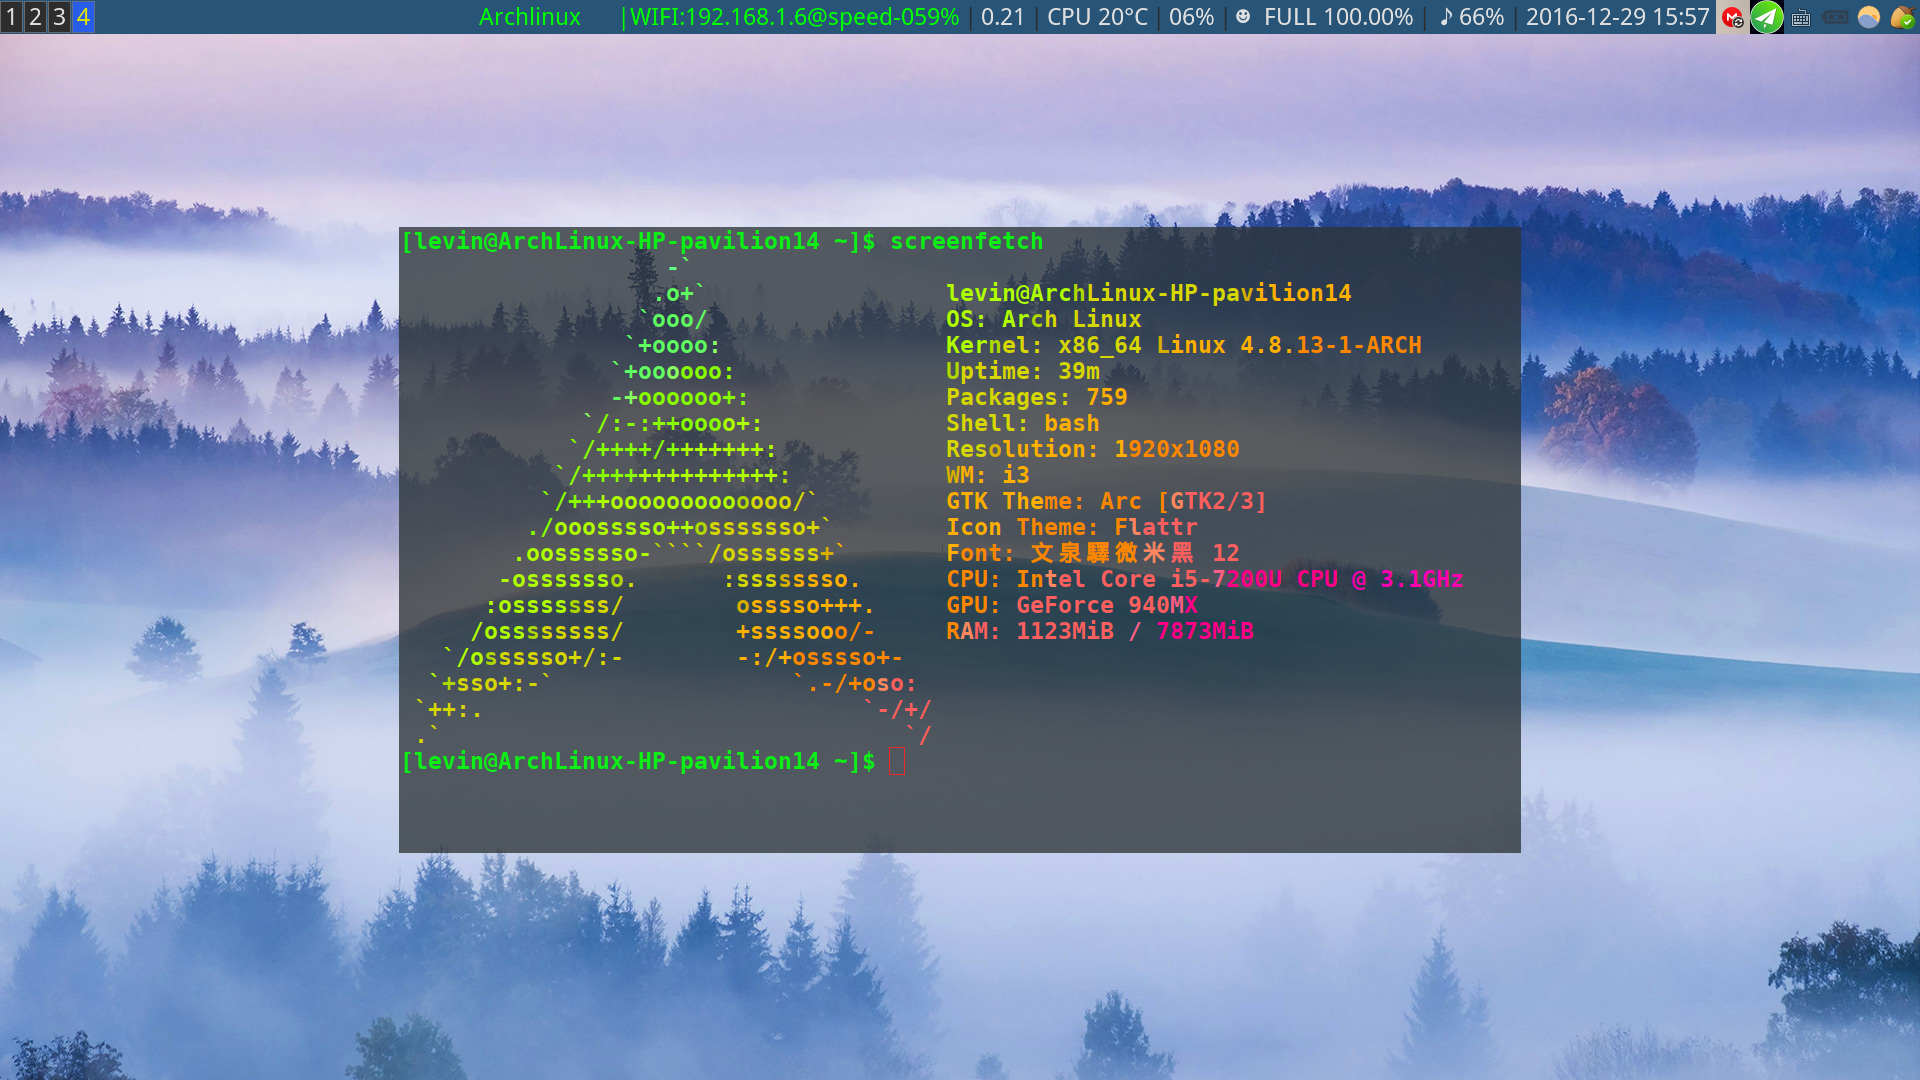 1 2 3 4 Archlinux |WIFI:192.168.1.6@speed-059% | 0.21 | CPU 20°C | 06% | ☻ FULL 100.00% | ♪ 66% | 2016-12-29 15:57
[levin@ArchLinux-HP-pavilion14 ~]$ screenfetch
-`
.o+` levin@ArchLinux-HP-pavilion14
`ooo/ OS: Arch Linux
`+oooo: Kernel: x86_64 Linux 4.8.13-1-ARCH
`+oooooo: Uptime: 39m
-+oooooo+: Packages: 759
`/:-:++oooo+: Shell: bash
`/++++/+++++++: Resolution: 1920x1080
`/++++++++++++++: WM: i3
`/+++ooooooooooooo/` GTK Theme: Arc [GTK2/3]
./ooosssso++osssssso+` Icon Theme: Flattr
.oossssso-````/ossssss+` Font: 文泉驛微米黑 12
-osssssso. :ssssssso. CPU: Intel Core i5-7200U CPU @ 3.1GHz
:osssssss/ osssso+++. GPU: GeForce 940MX
/ossssssss/ +ssssooo/- RAM: 1123MiB / 7873MiB
`/ossssso+/:- -:/+osssso+-
`+sso+:-` `.-/+oso:
`++:. `-/+/
.` `/
[levin@ArchLinux-HP-pavilion14 ~]$